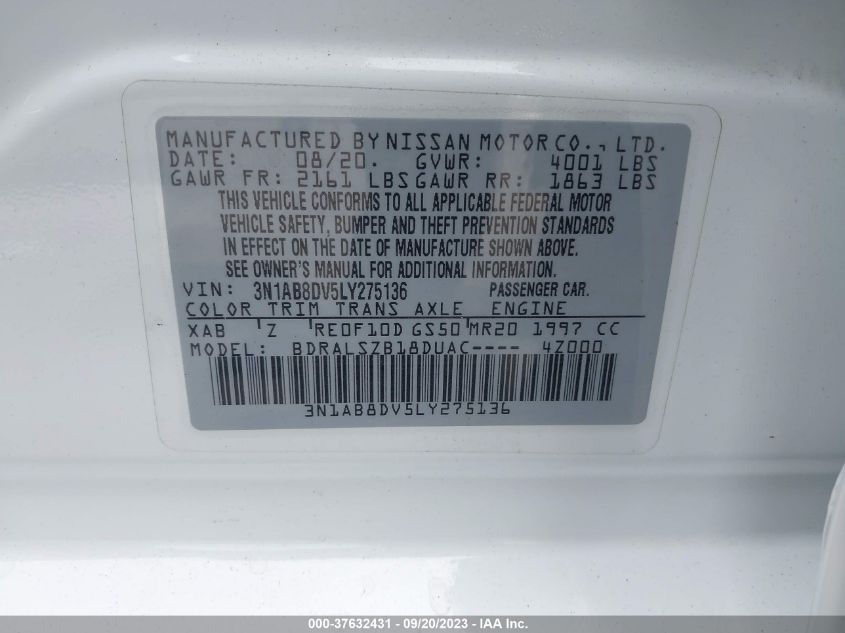 MANUFACTURED BY NISSAN MOTOR CO., LTD.
DATE: 08/20. GVWR: 4001 LBS
GAWR FR: 2161 LBS GAWR RR: 1863 LBS
THIS VEHICLE CONFORMS TO ALL APPLICABLE FEDERAL MOTOR
VEHICLE SAFETY, BUMPER AND THEFT PREVENTION STANDARDS
IN EFFECT ON THE DATE OF MANUFACTURE SHOWN ABOVE.
SEE OWNER'S MANUAL FOR ADDITIONAL INFORMATION.
VIN: 3N1AB8DV5LY275136 PASSENGER CAR.
COLOR TRIM TRANS AXLE ENGINE
XAB Z RE0F10D GS50 MR20 1997 CC
MODEL: BDRALSZB18DUAC---- 4Z000
3N1AB8DV5LY275136
000-37632431 - 09/20/2023 - IAA Inc.